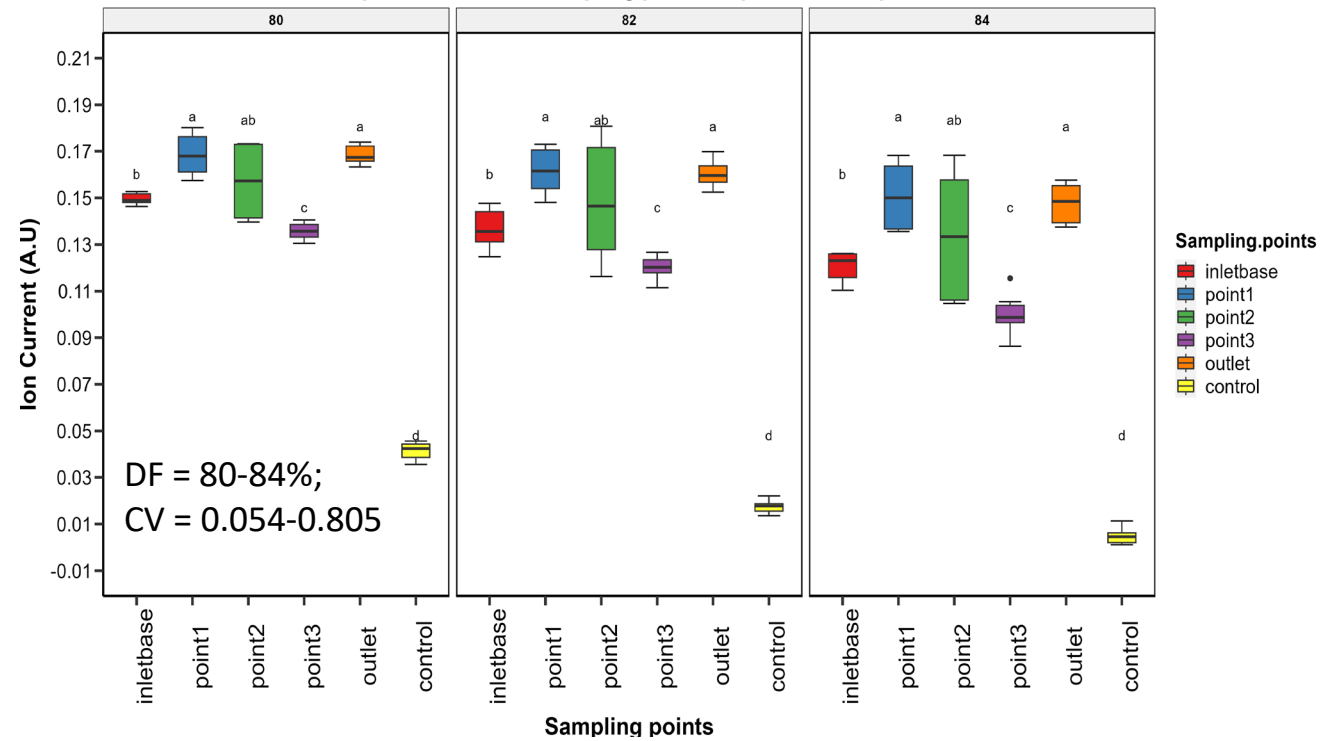 80 82 84
Ion Current (A.U)
0.21
0.19
0.17
0.15
0.13
0.11
0.09
0.07
0.05
0.03
0.01
-0.01
b a ab c a d
b a ab c a d
b a ab c a d
DF = 80-84%;
CV = 0.054-0.805
inletbase point1 point2 point3 outlet control
inletbase point1 point2 point3 outlet control
inletbase point1 point2 point3 outlet control
Sampling points
Sampling.points
inletbase
point1
point2
point3
outlet
control